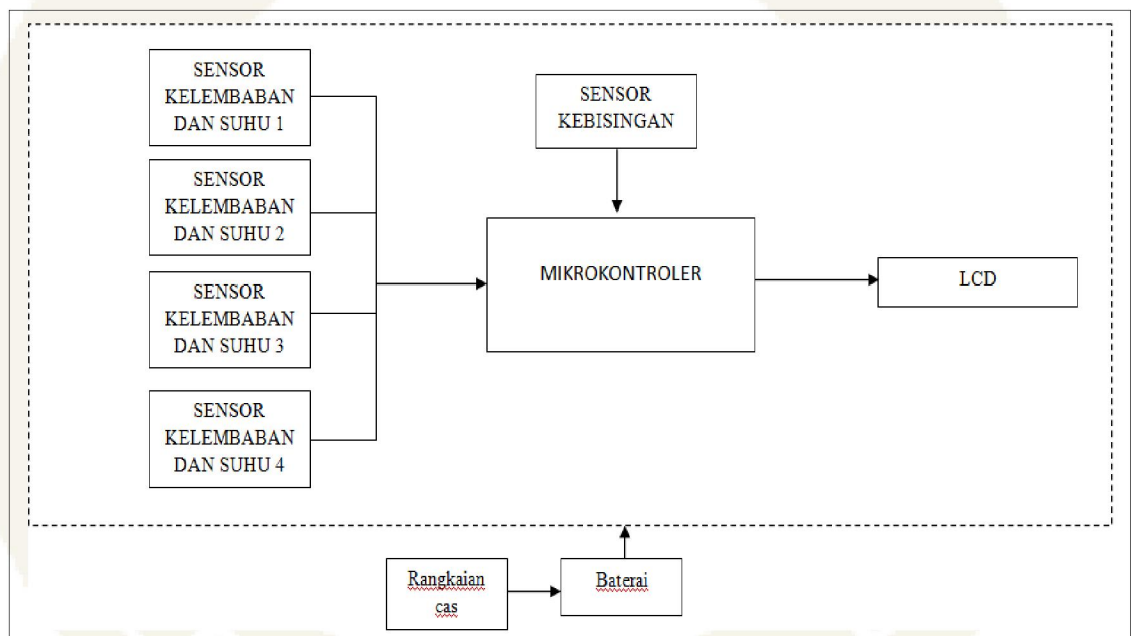 SENSOR
KELEMBABAN
DAN SUHU 1
SENSOR
KELEMBABAN
DAN SUHU 2
SENSOR
KELEMBABAN
DAN SUHU 3
SENSOR
KELEMBABAN
DAN SUHU 4
SENSOR
KEBISINGAN
MIKROKONTROLER
LCD
Rangkaian
cas
Baterai